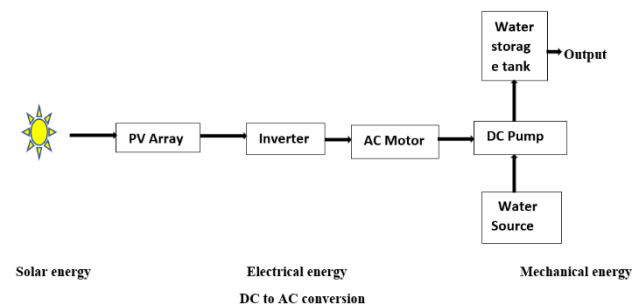 Water
storag
e tank
Output
PV Array
Inverter
AC Motor
DC Pump
Water
Source
Solar energy
Electrical energy
Mechanical energy
DC to AC conversion